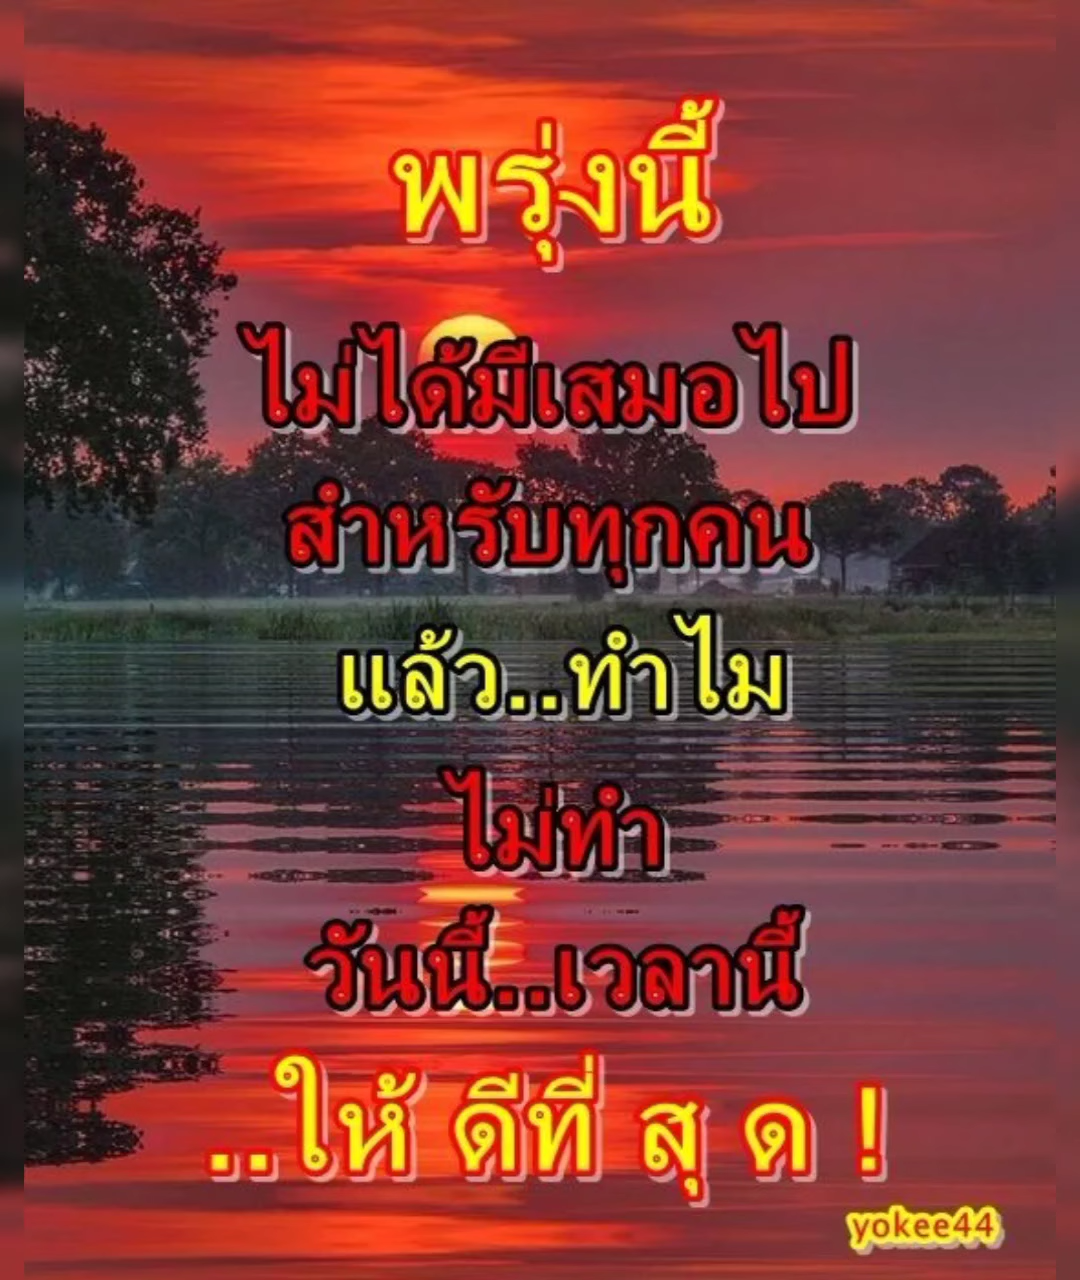 พรุ่งนี้
ไม่ได้มีเสมอไป
สำหรับทุกคน
แล้ว..ทำไม
ไม่ทำ
วันนี้..เวลานี้
..ให้ ดีที่ สุ ด !
yokee44